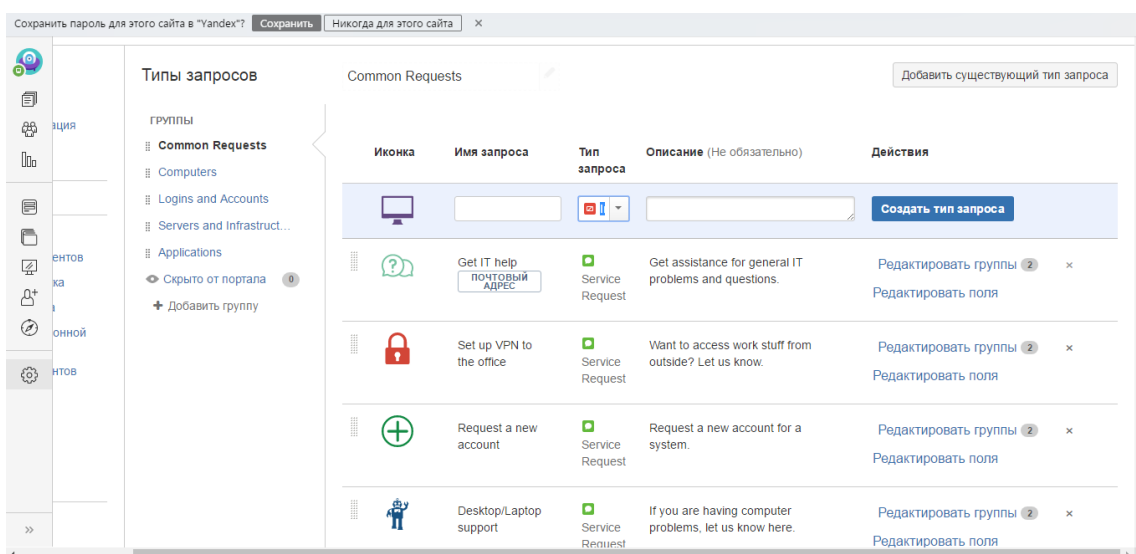 Сохранить пароль для этого сайта в "Yandex"? Сохранить Никогда для этого сайта ×
Типы запросов
Common Requests
Добавить существующий тип запроса
ация
ентов
ка
онной
нтов
ГРУППЫ
Common Requests
Computers
Logins and Accounts
Servers and Infrastruct...
Applications
Скрыто от портала 0
+ Добавить группу
Иконка Имя запроса Тип запроса Описание (Не обязательно) Действия
Создать тип запроса
Get IT help
ПОЧТОВЫЙ
АДРЕС
Service
Request
Get assistance for general IT
problems and questions.
Редактировать группы 2 ×
Редактировать поля
Set up VPN to
the office
Service
Request
Want to access work stuff from
outside? Let us know.
Редактировать группы 2 ×
Редактировать поля
Request a new
account
Service
Request
Request a new account for a
system.
Редактировать группы 2 ×
Редактировать поля
Desktop/Laptop
support
Service
Request
If you are having computer
problems, let us know here.
Редактировать группы 2 ×
Редактировать поля